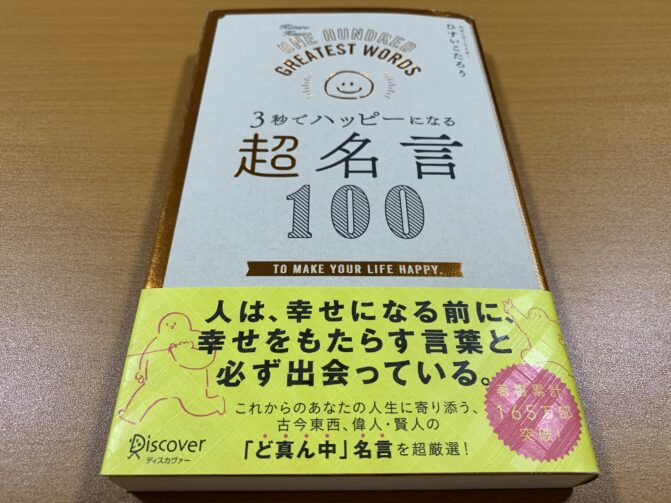 ONE HUNDRED
GREATEST WORDS
ひすいこたろう
3秒でハッピーになる
超名言
100
TO MAKE YOUR LIFE HAPPY.
人は、幸せになる前に、
幸せをもたらす言葉と
必ず出会っている。
これからのあなたの人生に寄り添う、
古今東西、偉人・賢人の
「ど真ん中」名言を超厳選!
著書累計
165万部
突破!
Discover
ディスカヴァー